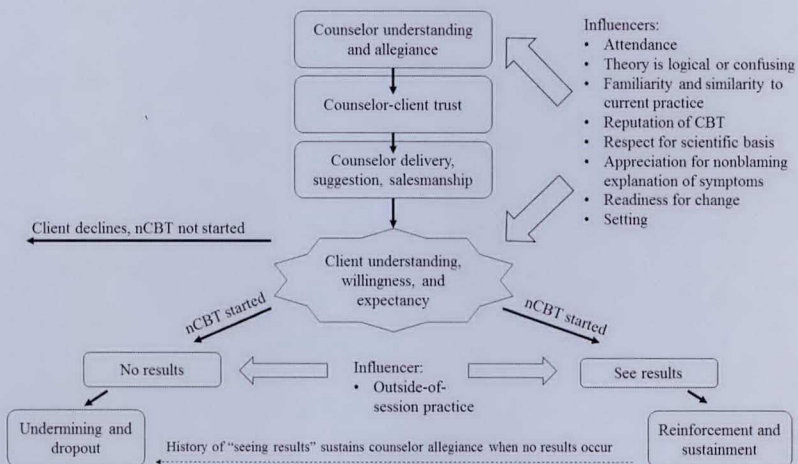 Counselor understanding
and allegiance
Counselor-client trust
Counselor delivery,
suggestion, salesmanship
Influencers:
• Attendance
• Theory is logical or confusing
• Familiarity and similarity to
current practice
• Reputation of CBT
• Respect for scientific basis
• Appreciation for nonblaming
explanation of symptoms
• Readiness for change
• Setting
Client declines, nCBT not started
Client understanding,
willingness, and
expectancy
nCBT started
nCBT started
No results
Influencer:
• Outside-of-
session practice
See results
Undermining and
dropout
History of "seeing results" sustains counselor allegiance when no results occur
Reinforcement and
sustainment